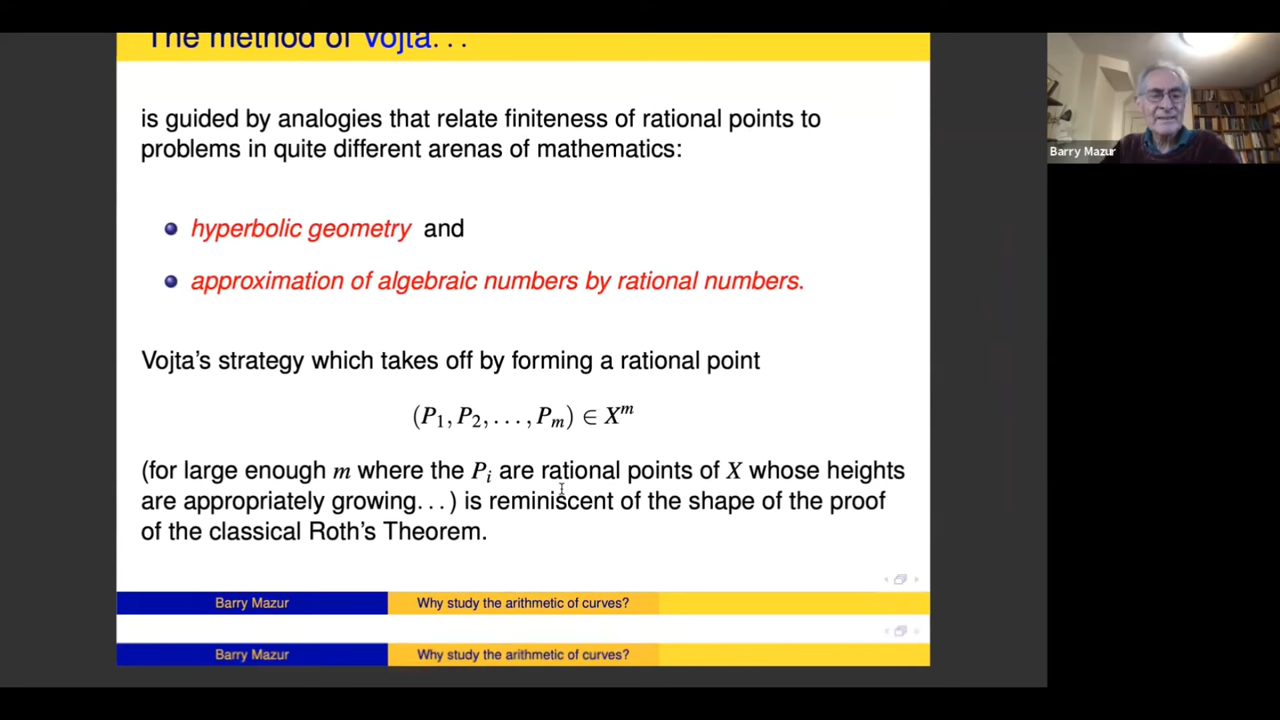 The method of Vojta...
is guided by analogies that relate finiteness of rational points to
problems in quite different arenas of mathematics:
hyperbolic geometry and
approximation of algebraic numbers by rational numbers.
Vojta's strategy which takes off by forming a rational point
(P₁, P₂, ..., Pₘ) ∈ Xᵐ
(for large enough m where the Pᵢ are rational points of X whose heights
are appropriately growing...) is reminiscent of the shape of the proof
of the classical Roth's Theorem.
Barry Mazur Why study the arithmetic of curves?
Barry Mazur Why study the arithmetic of curves?
Barry Mazur